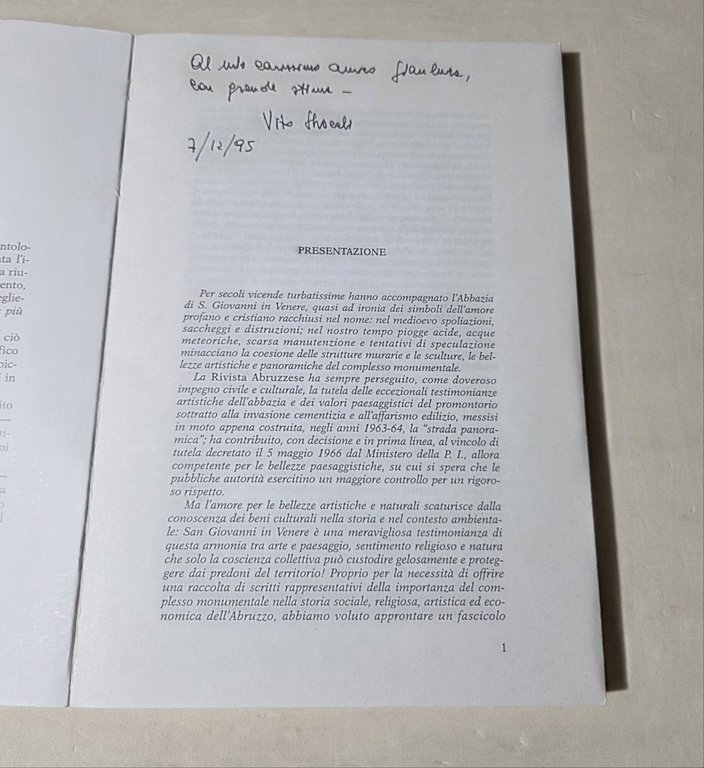 ntolo-
ta l'i-
a riu-
ento,
eglie-
più
ciò
fico
pic-
i in
ito
Al mio carissimo amico Gianluca,
con grande stima –
Vito
7/12/95
PRESENTAZIONE
Per secoli vicende turbatissime hanno accompagnato l'Abbazia
di S. Giovanni in Venere, quasi ad ironia dei simboli dell'amore
profano e cristiano racchiusi nel nome: nel medioevo spoliazioni,
saccheggi e distruzioni; nel nostro tempo piogge acide, acque
meteoriche, scarsa manutenzione e tentativi di speculazione
minacciano la coesione delle strutture murarie e le sculture, le bel-
lezze artistiche e panoramiche del complesso monumentale.
La Rivista Abruzzese ha sempre perseguito, come doveroso
impegno civile e culturale, la tutela delle eccezionali testimonianze
artistiche dell'abbazia e dei valori paesaggistici del promontorio
sottratto alla invasione cementizia e all'affarismo edilizio, messisi
in moto appena costruita, negli anni 1963-64, la "strada panora-
mica"; ha contribuito, con decisione e in prima linea, al vincolo di
tutela decretato il 5 maggio 1966 dal Ministero della P. I., allora
competente per le bellezze paesaggistiche, su cui si spera che le
pubbliche autorità esercitino un maggiore controllo per un rigoro-
so rispetto.
Ma l'amore per le bellezze artistiche e naturali scaturisce dalla
conoscenza dei beni culturali nella storia e nel contesto ambienta-
le: San Giovanni in Venere è una meravigliosa testimonianza di
questa armonia tra arte e paesaggio, sentimento religioso e natura
che solo la coscienza collettiva può custodire gelosamente e proteg-
gere dai predoni del territorio! Proprio per la necessità di offrire
una raccolta di scritti rappresentativi della importanza del com-
plesso monumentale nella storia sociale, religiosa, artistica ed eco-
nomica dell'Abruzzo, abbiamo voluto approntare un fascicolo
1